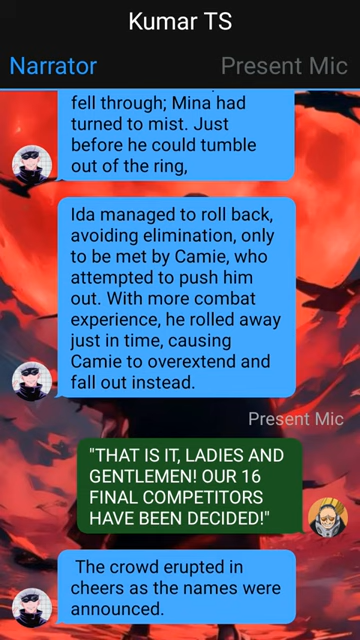 Kumar TS
Narrator
Present Mic
fell through; Mina had
turned to mist. Just
before he could tumble
out of the ring,
Ida managed to roll back,
avoiding elimination, only
to be met by Camie, who
attempted to push him
out. With more combat
experience, he rolled away
just in time, causing
Camie to overextend and
fall out instead.
Present Mic
"THAT IS IT, LADIES AND
GENTLEMEN! OUR 16
FINAL COMPETITORS
HAVE BEEN DECIDED!"
The crowd erupted in
cheers as the names were
announced.